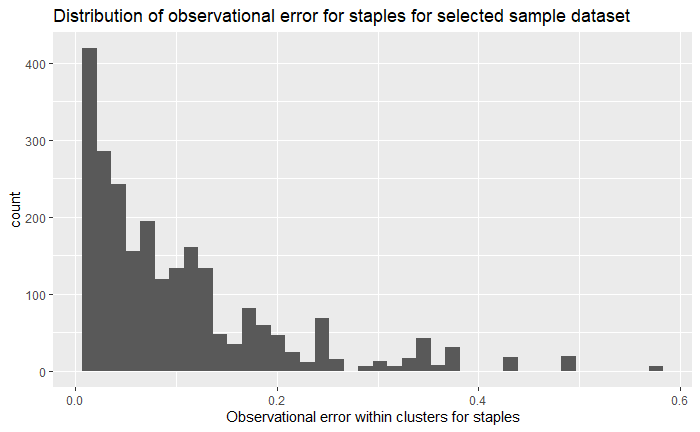 Distribution of observational error for staples for selected sample dataset
400
300
200
100
0
count
0.0 0.2 0.4 0.6
Observational error within clusters for staples